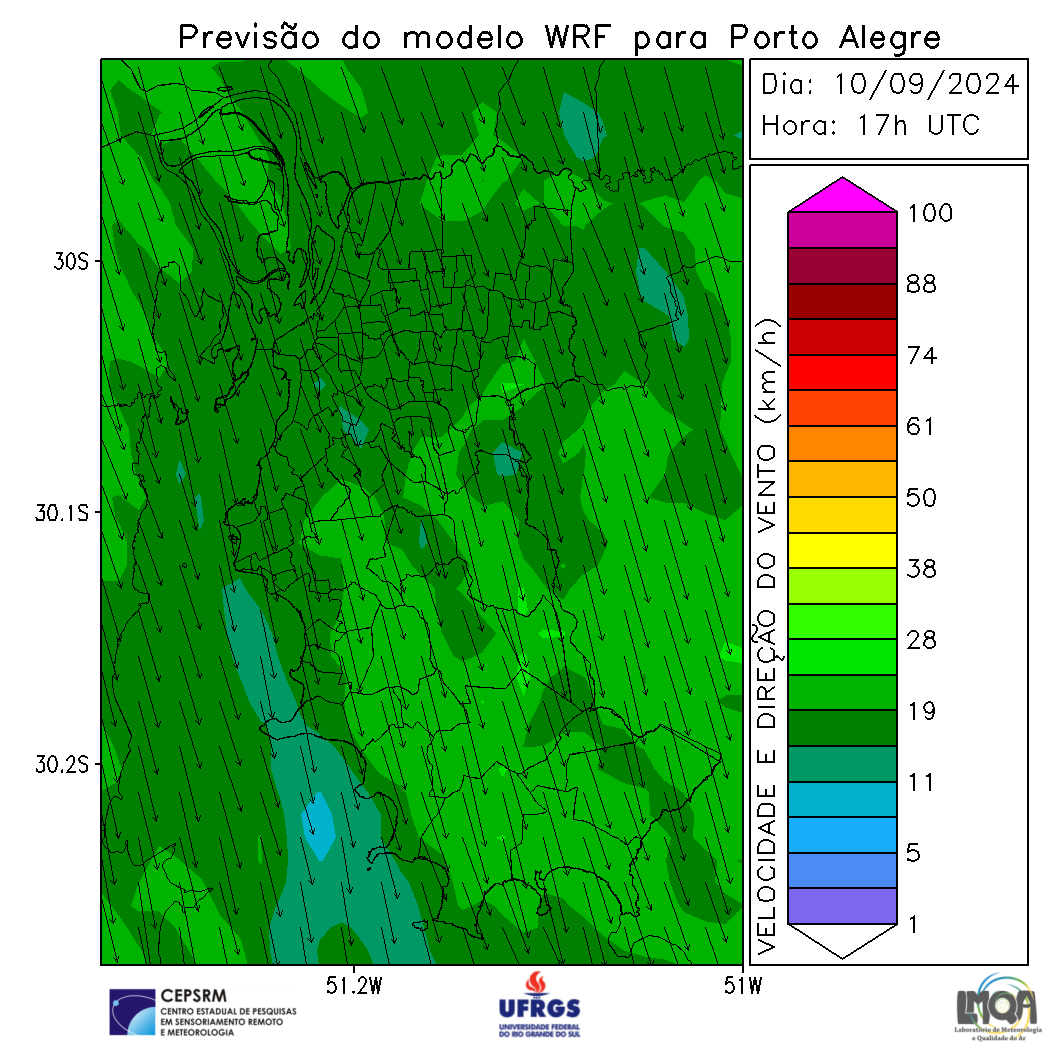 Previsão do modelo WRF para Porto Alegre
Dia: 10/09/2024
Hora: 17h UTC
30S
30.1S
30.2S
51.2W
51W
VELOCIDADE E DIREÇÃO DO VENTO (km/h)
100
88
74
61
50
38
28
19
11
5
1
CEPSRM
CENTRO ESTADUAL DE PESQUISAS
EM SENSORIAMENTO REMOTO
E METEOROLOGIA
UFRGS
UNIVERSIDADE FEDERAL
DO RIO GRANDE DO SUL
LMQA
Laboratório de Meteorologia
e Qualidade do Ar